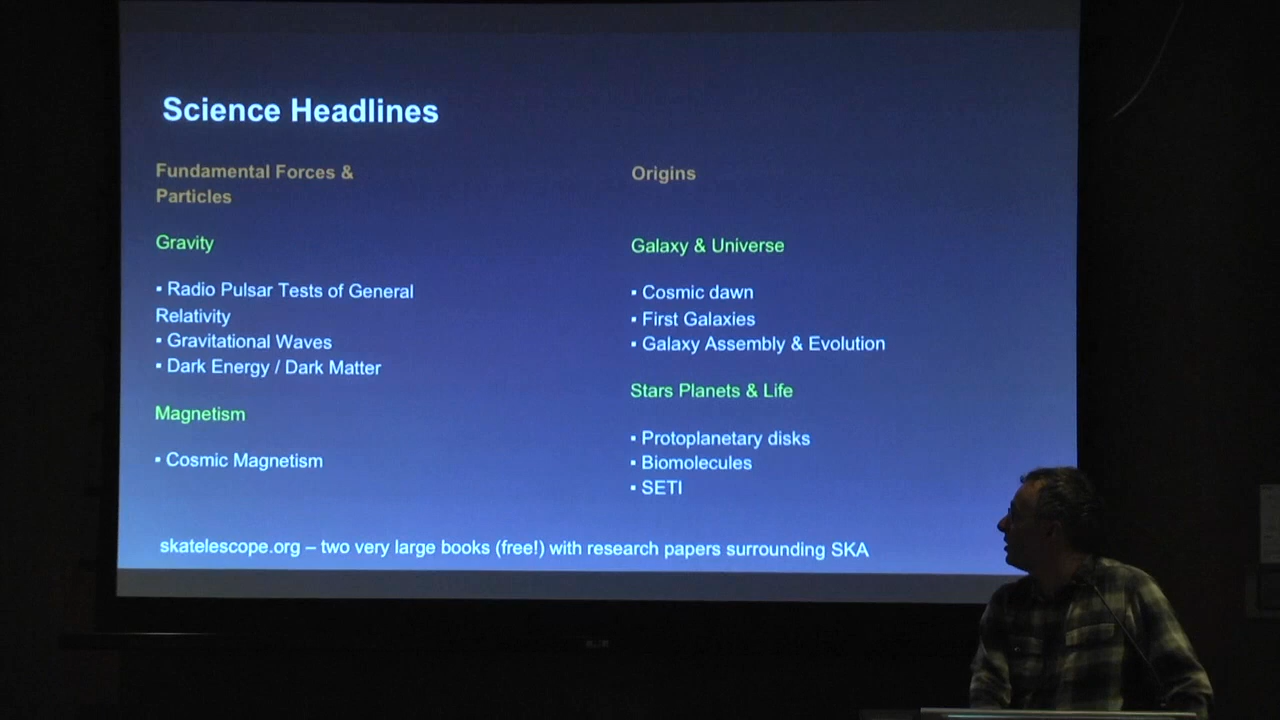 Science Headlines
Fundamental Forces &
Particles
Gravity
▪ Radio Pulsar Tests of General
Relativity
▪ Gravitational Waves
▪ Dark Energy / Dark Matter
Magnetism
▪ Cosmic Magnetism
Origins
Galaxy & Universe
▪ Cosmic dawn
▪ First Galaxies
▪ Galaxy Assembly & Evolution
Stars Planets & Life
▪ Protoplanetary disks
▪ Biomolecules
▪ SETI
skatelescope.org – two very large books (free!) with research papers surrounding SKA